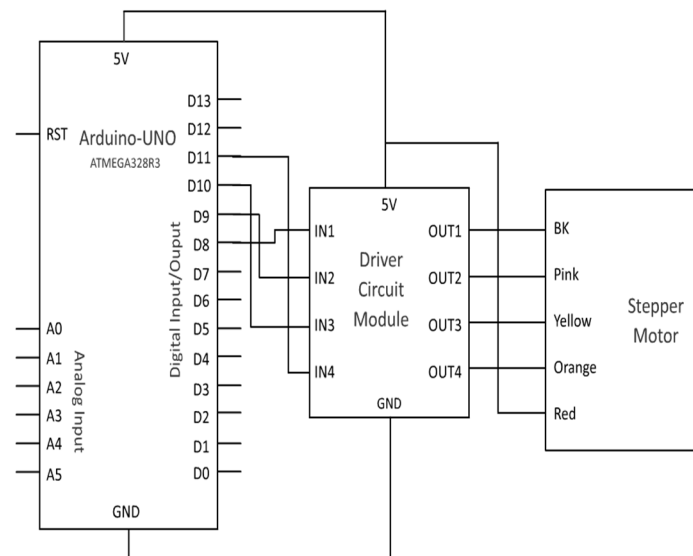 5V
RST
Arduino-UNO
ATMEGA328R3
D13
D12
D11
D10
D9
D8
D7
D6
D5
D4
D3
D2
D1
D0
Digital Input/Ouput
A0
A1
A2
A3
A4
A5
Analog Input
GND
5V
IN1
IN2
IN3
IN4
Driver
Circuit
Module
OUT1
OUT2
OUT3
OUT4
GND
BK
Pink
Yellow
Orange
Red
Stepper
Motor